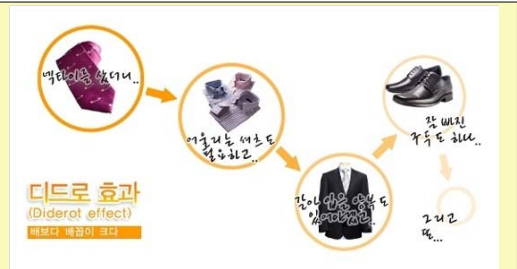 넥타이를 샀더니..
어울리는 셔츠도
필요하고..
갈아 입을 양복도
있어야겠고..
잘 빠진
구두도 하나..
그리고
또...
디드로 효과
(Diderot effect)
배보다 배꼽이 크다